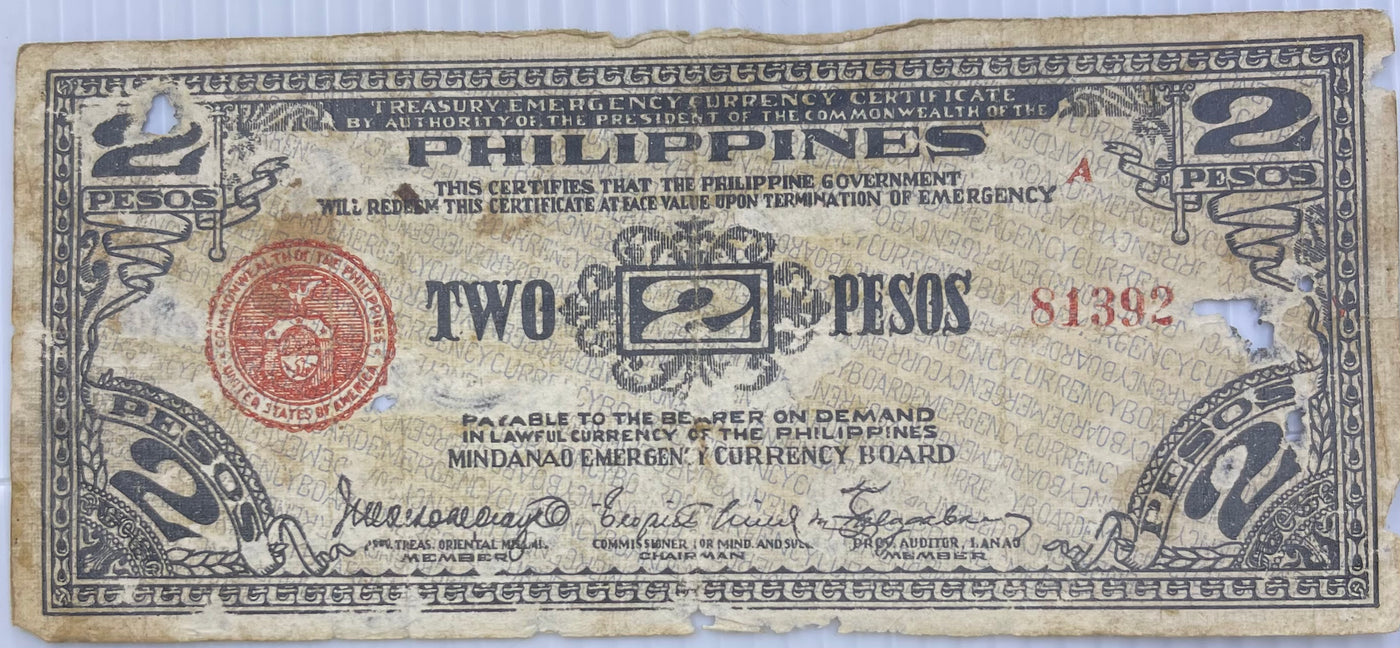 TREASURY EMERGENCY CURRENCY CERTIFICATE
BY AUTHORITY OF THE PRESIDENT OF THE COMMONWEALTH OF THE
PHILIPPINES
2
PESOS
2
PESOS
THIS CERTIFIES THAT THE PHILIPPINE GOVERNMENT
WILL REDEEM THIS CERTIFICATE AT FACE VALUE UPON TERMINATION OF EMERGENCY
A
COMMONWEALTH OF THE PHILIPPINES
UNITED STATES OF AMERICA
TWO
2
PESOS
81392
PAYABLE TO THE BEARER ON DEMAND
IN LAWFUL CURRENCY OF THE PHILIPPINES
MINDANAO EMERGENCY CURRENCY BOARD
PESOS
2
PESOS
2
TREAS. ORIENTAL
MEMBER
COMMISSIONER FOR MIND. AND SULU
CHAIRMAN
PROV. AUDITOR, LANAO
MEMBER